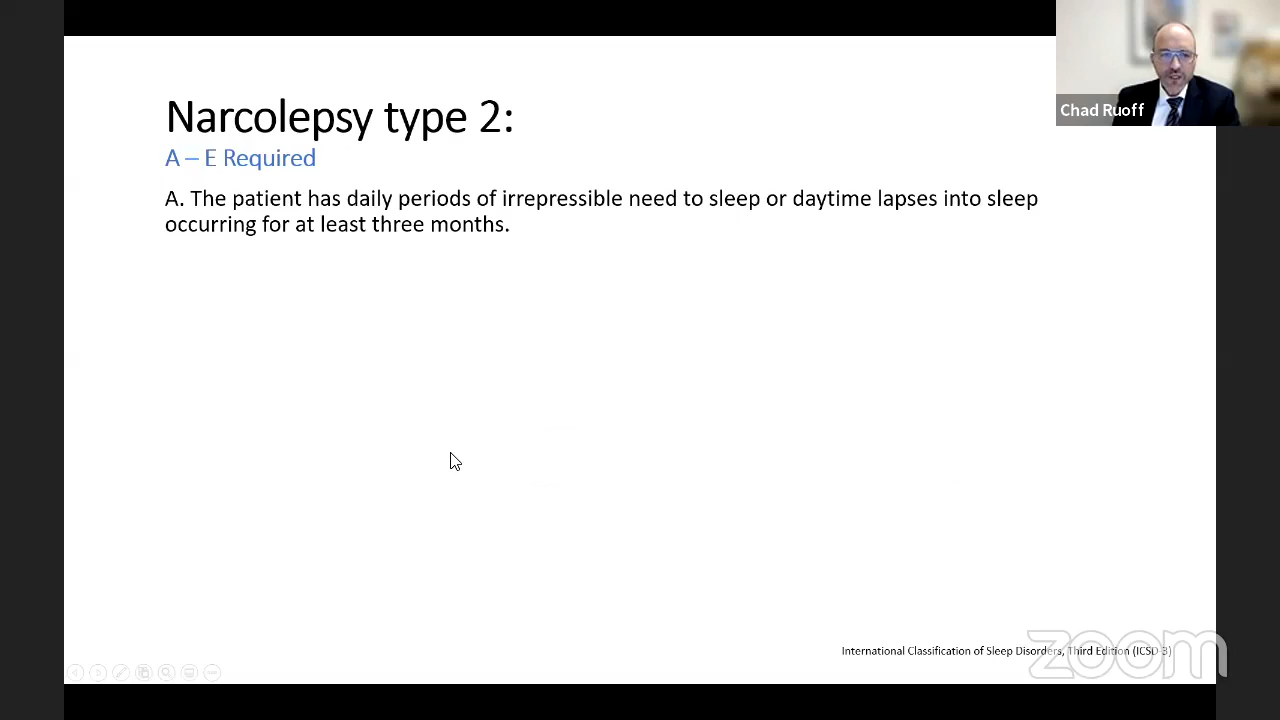 Narcolepsy type 2:
A – E Required
A. The patient has daily periods of irrepressible need to sleep or daytime lapses into sleep
occurring for at least three months.
Chad Ruoff
International Classification of Sleep Disorders, Third Edition (ICSD-3)
zoom